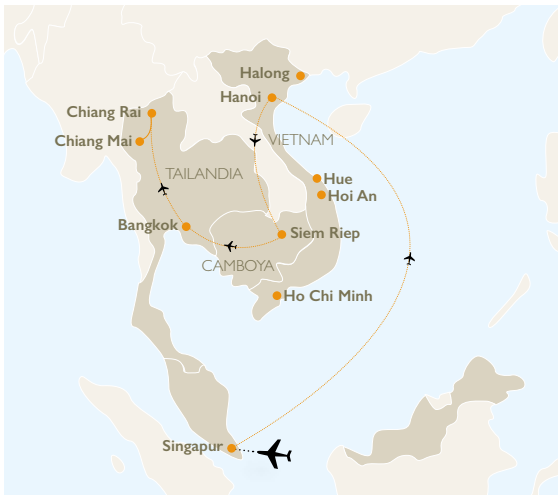 Halong
Hanoi
Chiang Rai
VIETNAM
Chiang Mai
TAILANDIA
Hue
Hoi An
Bangkok
Siem Riep
CAMBOYA
Ho Chi Minh
Singapur